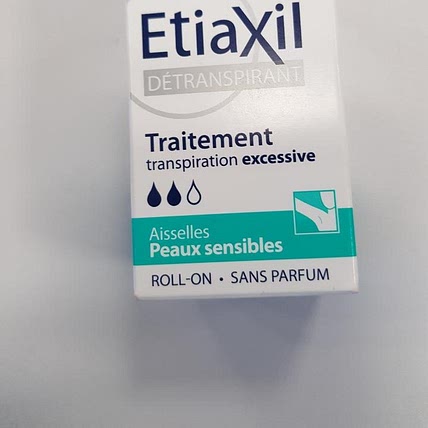 Etiaxil
DÉTRANSPIRANT
Traitement
transpiration excessive
Aisselles
Peaux sensibles
ROLL-ON • SANS PARFUM